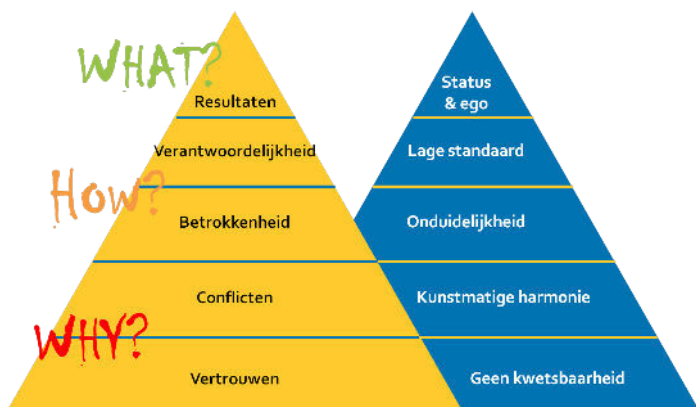 WHAT?
Resultaten
Status
& ego
Verantwoordelijkheid
Lage standaard
How?
Betrokkenheid
Onduidelijkheid
Conflicten
Kunstmatige harmonie
WHY?
Vertrouwen
Geen kwetsbaarheid